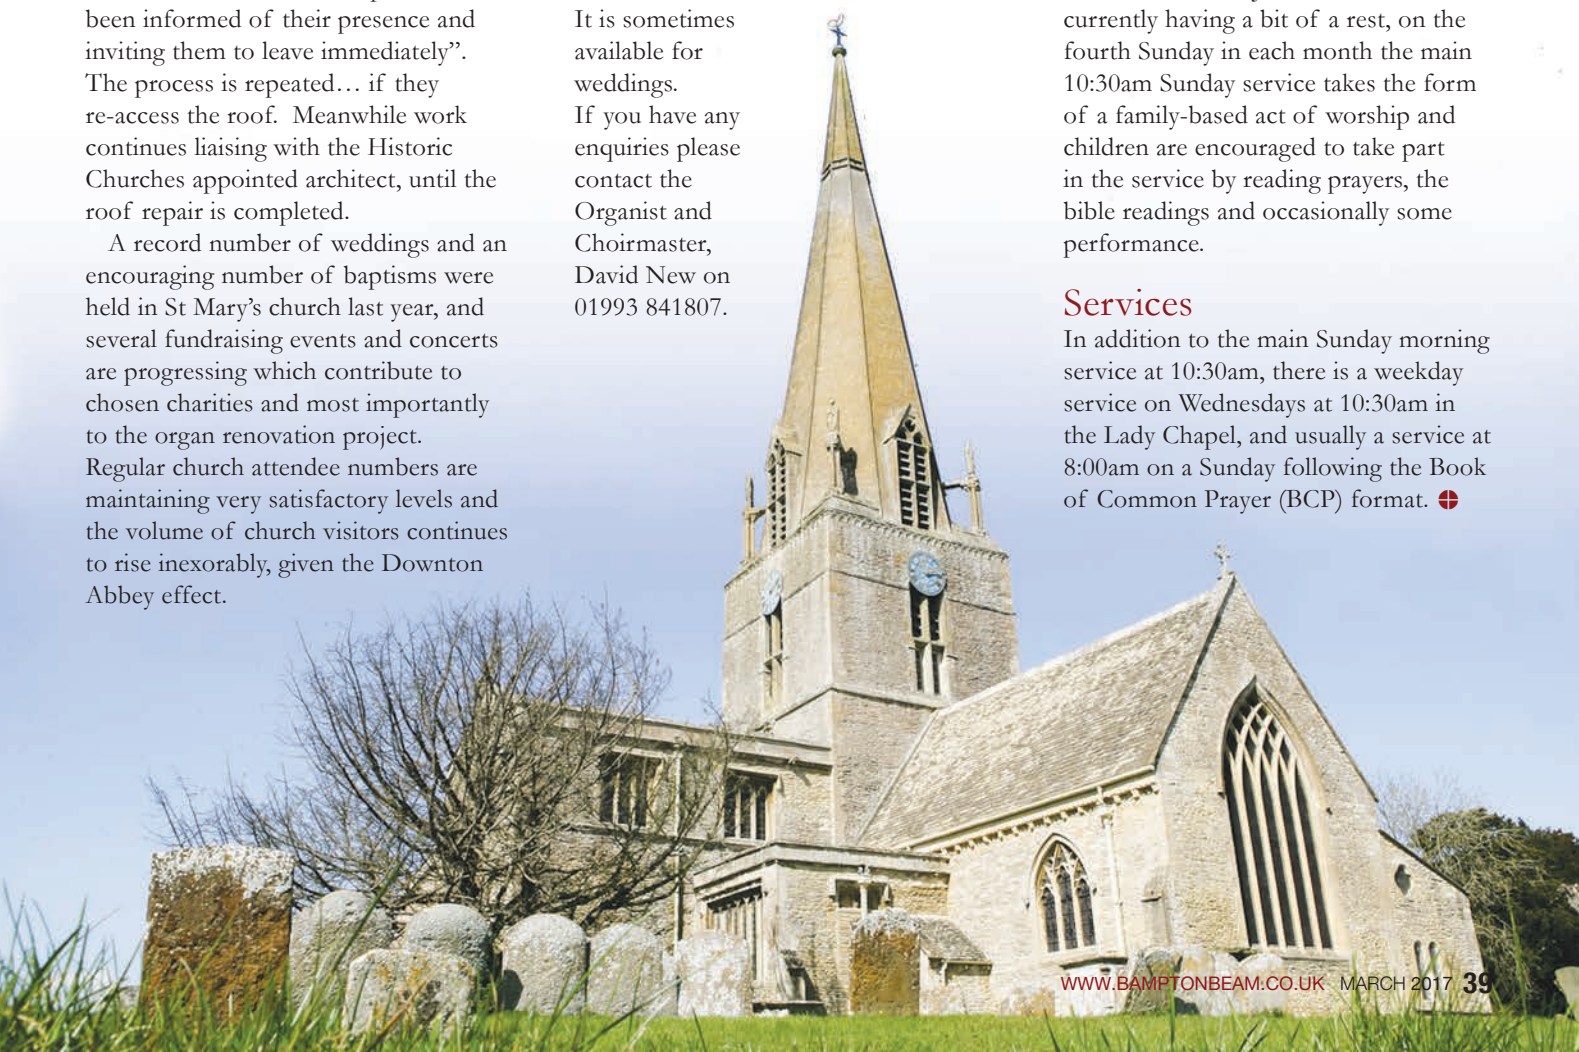 been informed of their presence and
inviting them to leave immediately”.
The process is repeated… if they
re-access the roof. Meanwhile work
continues liaising with the Historic
Churches appointed architect, until the
roof repair is completed.
A record number of weddings and an
encouraging number of baptisms were
held in St Mary’s church last year, and
several fundraising events and concerts
are progressing which contribute to
chosen charities and most importantly
to the organ renovation project.
Regular church attendee numbers are
maintaining very satisfactory levels and
the volume of church visitors continues
to rise inexorably, given the Downton
Abbey effect.
It is sometimes
available for
weddings.
If you have any
enquiries please
contact the
Organist and
Choirmaster,
David New on
01993 841807.
currently having a bit of a rest, on the
fourth Sunday in each month the main
10:30am Sunday service takes the form
of a family-based act of worship and
children are encouraged to take part
in the service by reading prayers, the
bible readings and occasionally some
performance.
Services
In addition to the main Sunday morning
service at 10:30am, there is a weekday
service on Wednesdays at 10:30am in
the Lady Chapel, and usually a service at
8:00am on a Sunday following the Book
of Common Prayer (BCP) format.
WWW.BAMPTONBEAM.CO.UK MARCH 2017 39